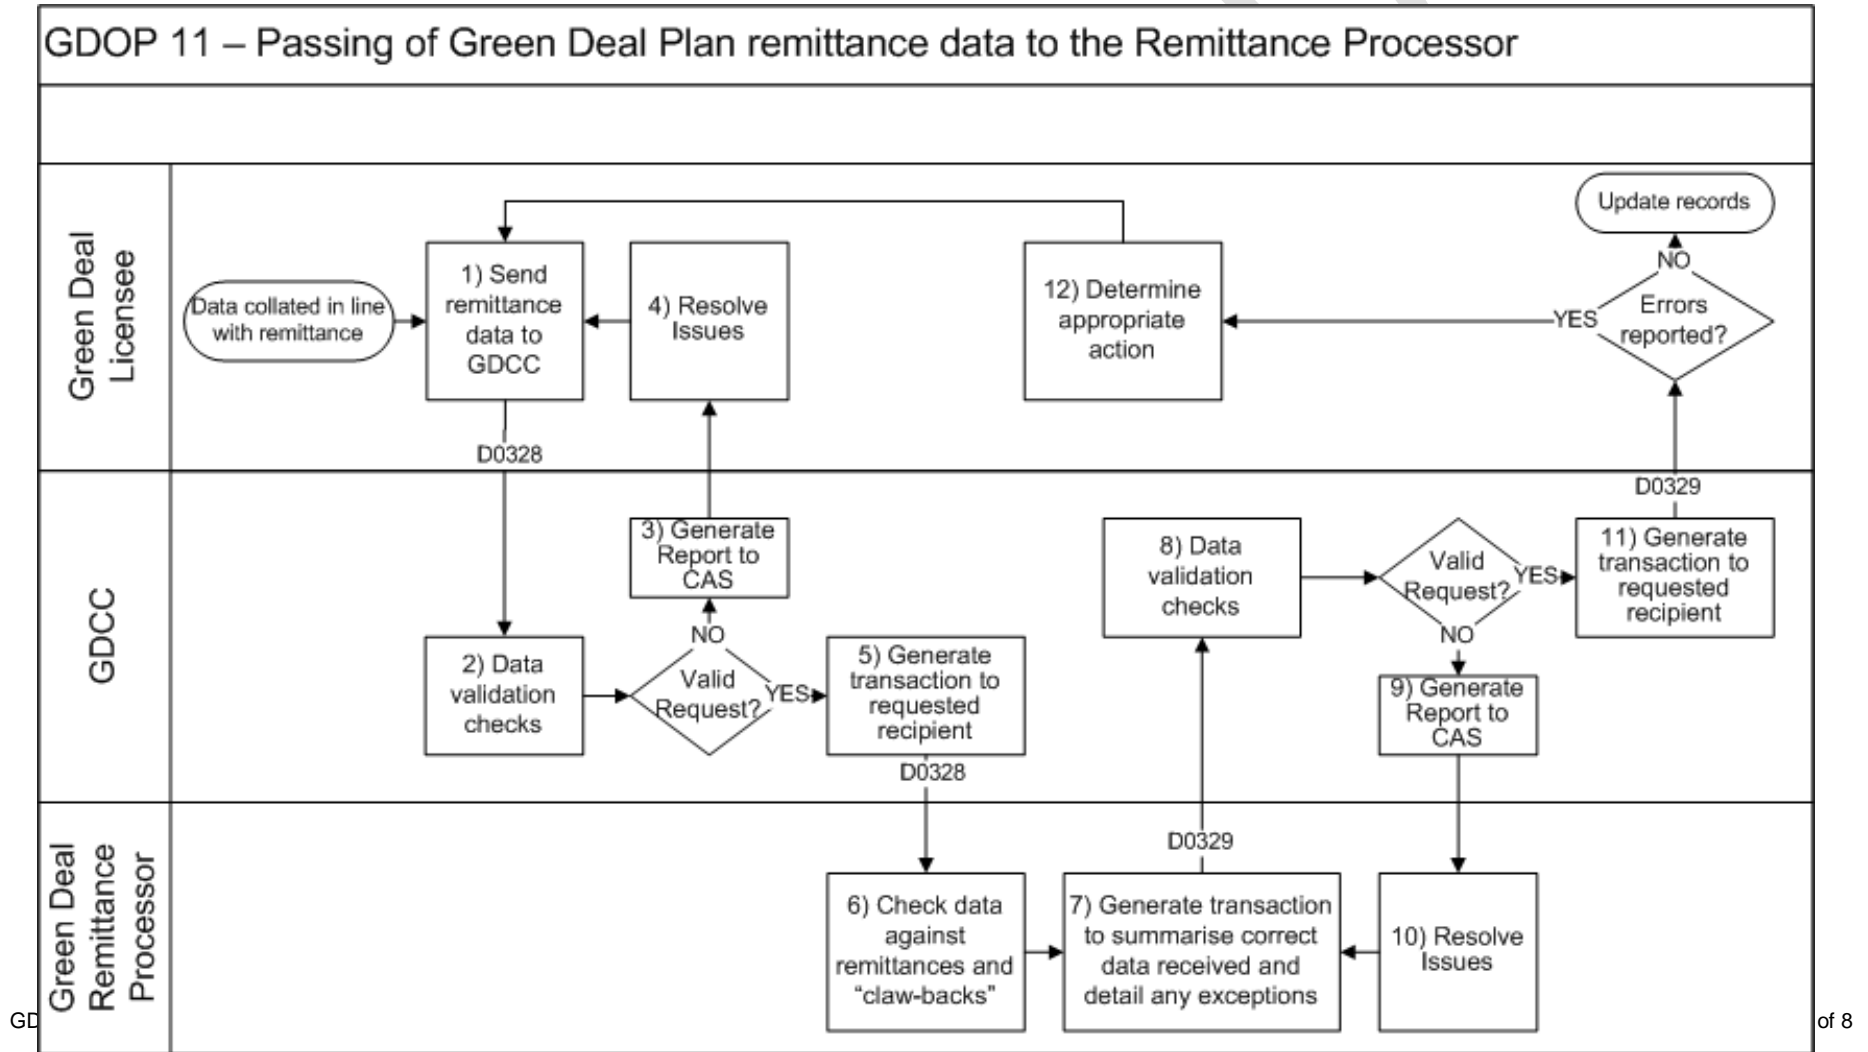 GDOP 11 – Passing of Green Deal Plan remittance data to the Remittance Processor
Green Deal
Licensee
Data collated in line
with remittance
1) Send
remittance
data to
GDCC
4) Resolve
Issues
12) Determine
appropriate
action
Update records
NO
Errors
reported?
YES
D0328
GDCC
2) Data
validation
checks
3) Generate
Report to
CAS
NO
Valid
Request?
YES
5) Generate
transaction to
requested
recipient
D0328
8) Data
validation
checks
Valid
Request?
YES
NO
9) Generate
Report to
CAS
11) Generate
transaction to
requested
recipient
D0329
Green Deal
Remittance
Processor
6) Check data
against
remittances and
“claw-backs”
7) Generate transaction
to summarise correct
data received and
detail any exceptions
D0329
10) Resolve
Issues
GD
of 8